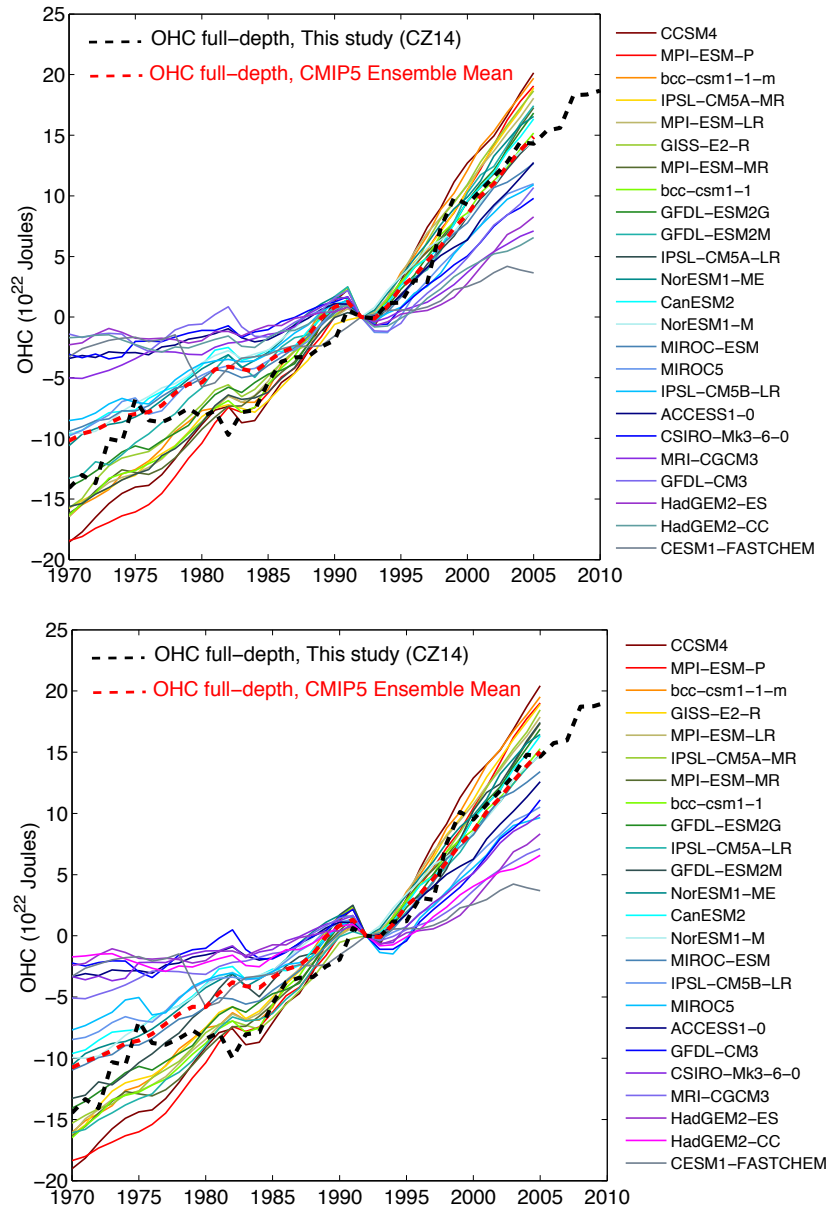 25
20
15
10
5
0
−5
−10
−15
−20
OHC (10²² Joules)
OHC full−depth, This study (CZ14)
OHC full−depth, CMIP5 Ensemble Mean
1970 1975 1980 1985 1990 1995 2000 2005 2010
CCSM4
MPI−ESM−P
bcc−csm1−1−m
IPSL−CM5A−MR
MPI−ESM−LR
GISS−E2−R
MPI−ESM−MR
bcc−csm1−1
GFDL−ESM2G
GFDL−ESM2M
IPSL−CM5A−LR
NorESM1−ME
CanESM2
NorESM1−M
MIROC−ESM
MIROC5
IPSL−CM5B−LR
ACCESS1−0
CSIRO−Mk3−6−0
MRI−CGCM3
GFDL−CM3
HadGEM2−ES
HadGEM2−CC
CESM1−FASTCHEM
25
20
15
10
5
0
−5
−10
−15
−20
OHC (10²² Joules)
OHC full−depth, This study (CZ14)
OHC full−depth, CMIP5 Ensemble Mean
1970 1975 1980 1985 1990 1995 2000 2005 2010
CCSM4
MPI−ESM−P
bcc−csm1−1−m
GISS−E2−R
MPI−ESM−LR
IPSL−CM5A−MR
MPI−ESM−MR
bcc−csm1−1
GFDL−ESM2G
IPSL−CM5A−LR
GFDL−ESM2M
NorESM1−ME
CanESM2
NorESM1−M
MIROC−ESM
IPSL−CM5B−LR
MIROC5
ACCESS1−0
GFDL−CM3
CSIRO−Mk3−6−0
MRI−CGCM3
HadGEM2−ES
HadGEM2−CC
CESM1−FASTCHEM